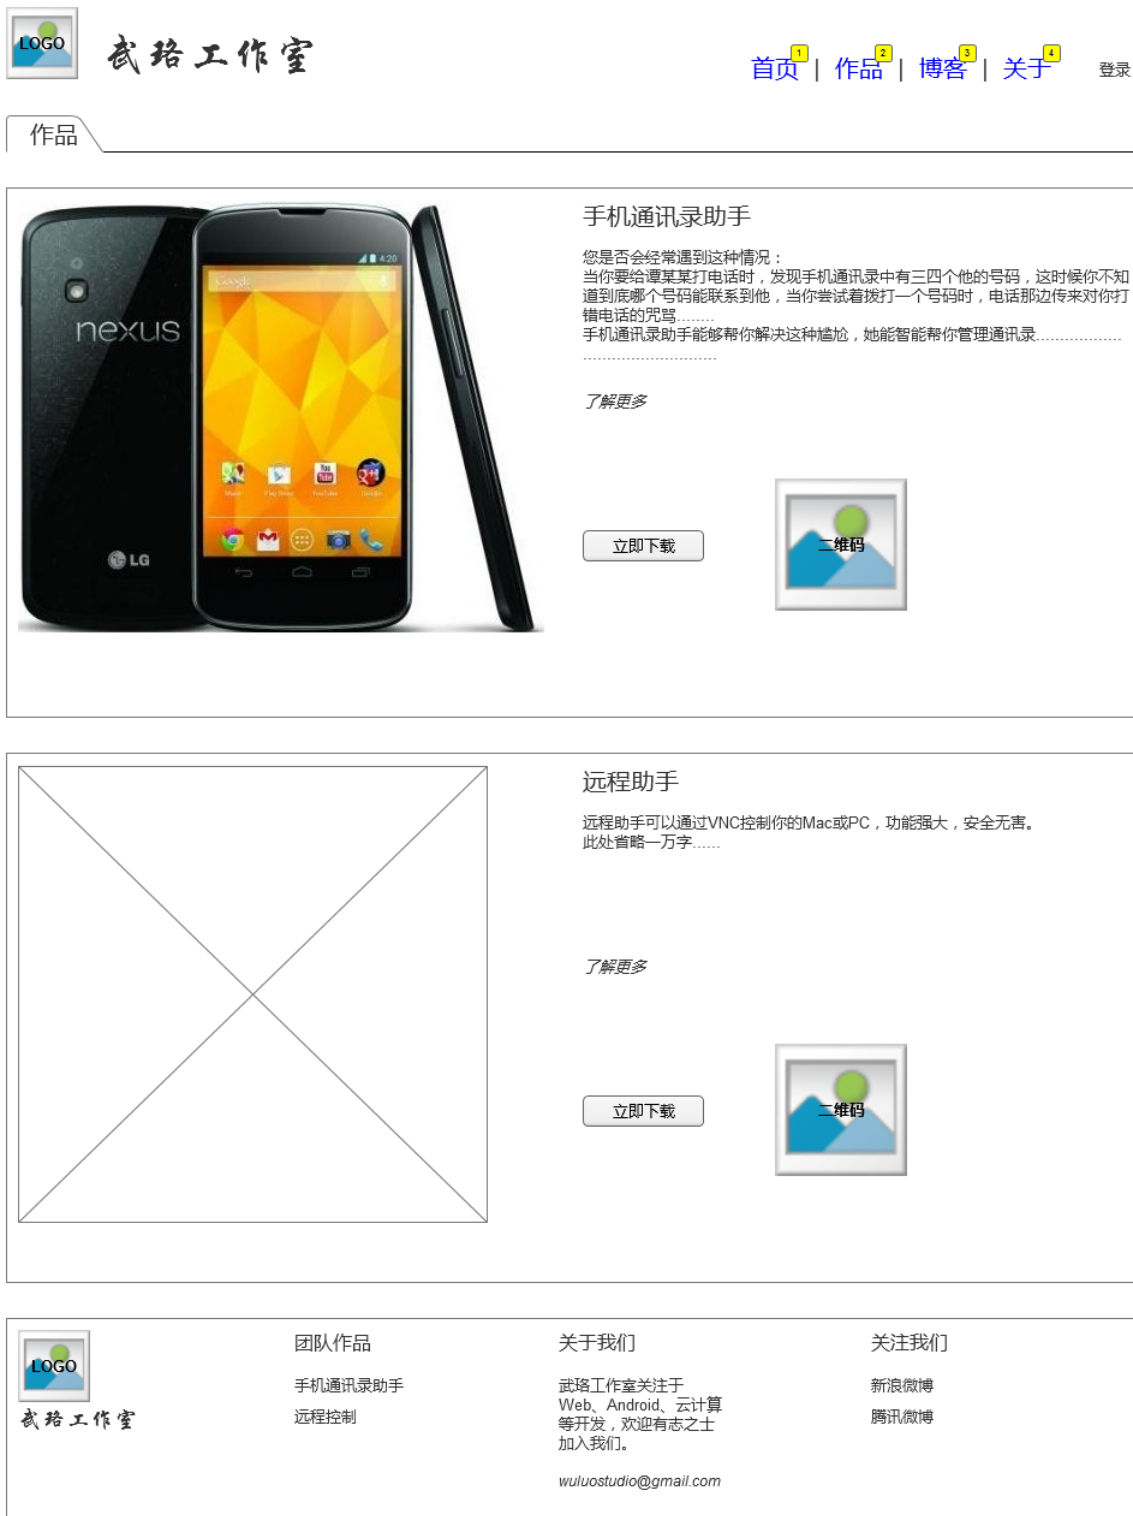 LOGO
武珞工作室
首页 | 作品 | 博客 | 关于
1
2
3
4
登录
作品
nexus
LG
4:20
Google
Play Store
YouTube
手机通讯录助手
您是否会经常遇到这种情况：
当你要给谭某某打电话时，发现手机通讯录中有三四个他的号码，这时候你不知
道到底哪个号码能联系到他，当你尝试着拨打一个号码时，电话那边传来对你打
错电话的咒骂........
手机通讯录助手能够帮你解决这种尴尬，她能智能帮你管理通讯录..................
............................
了解更多
立即下载
二维码
远程助手
远程助手可以通过VNC控制你的Mac或PC，功能强大，安全无害。
此处省略一万字......
了解更多
立即下载
二维码
LOGO
武珞工作室
团队作品
手机通讯录助手
远程控制
关于我们
武珞工作室关注于
Web、Android、云计算
等开发，欢迎有志之士
加入我们。
wuluostudio@gmail.com
关注我们
新浪微博
腾讯微博